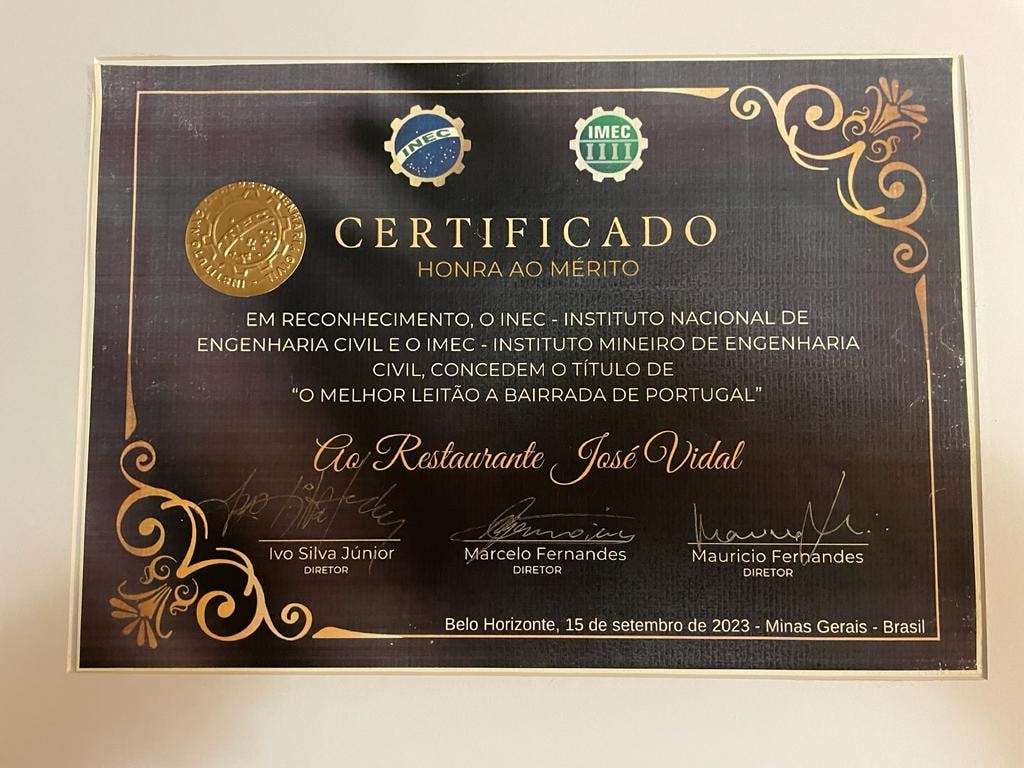 INEC
IMEC
CERTIFICADO
HONRA AO MÉRITO
EM RECONHECIMENTO, O INEC - INSTITUTO NACIONAL DE
ENGENHARIA CIVIL E O IMEC - INSTITUTO MINEIRO DE ENGENHARIA
CIVIL, CONCEDEM O TÍTULO DE
“O MELHOR LEITÃO A BAIRRADA DE PORTUGAL”
Ao Restaurante José Vidal
Ivo Silva Júnior
DIRETOR
Marcelo Fernandes
DIRETOR
Mauricio Fernandes
DIRETOR
Belo Horizonte, 15 de setembro de 2023 - Minas Gerais - Brasil